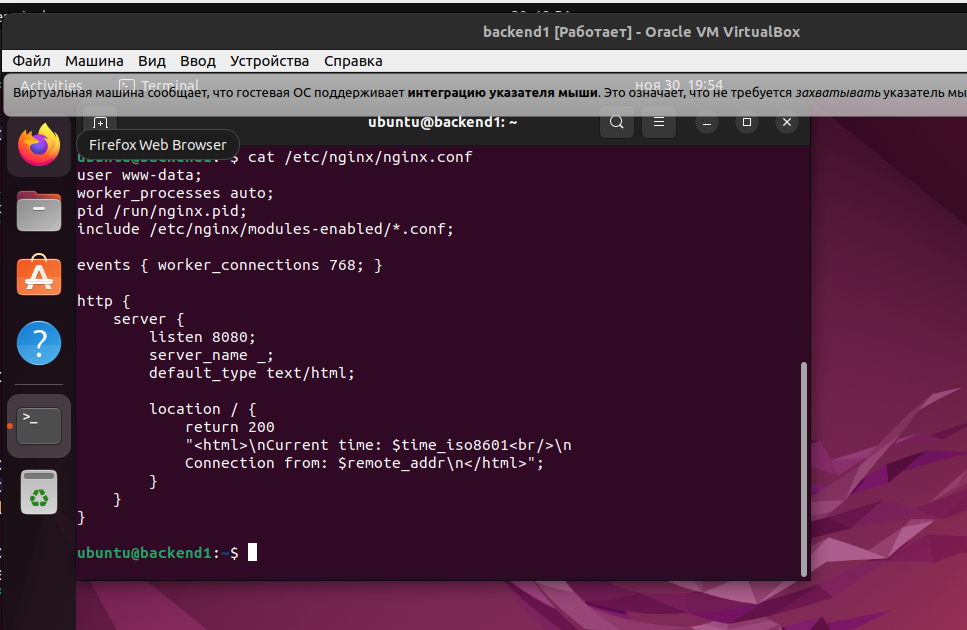 backend1 [Работает] - Oracle VM VirtualBox
Файл Машина Вид Ввод Устройства Справка
Activities Terminal ноя 30 19:54
Виртуальная машина сообщает, что гостевая ОС поддерживает интеграцию указателя мыши. Это означает, что не требуется захватывать указатель мы
ubuntu@backend1: ~
Firefox Web Browser
ubuntu@backend1:~$ cat /etc/nginx/nginx.conf
user www-data;
worker_processes auto;
pid /run/nginx.pid;
include /etc/nginx/modules-enabled/*.conf;
events { worker_connections 768; }
http {
server {
listen 8080;
server_name _;
default_type text/html;
location / {
return 200
"<html>\nCurrent time: $time_iso8601<br/>\n
Connection from: $remote_addr\n</html>";
}
}
}
ubuntu@backend1:~$